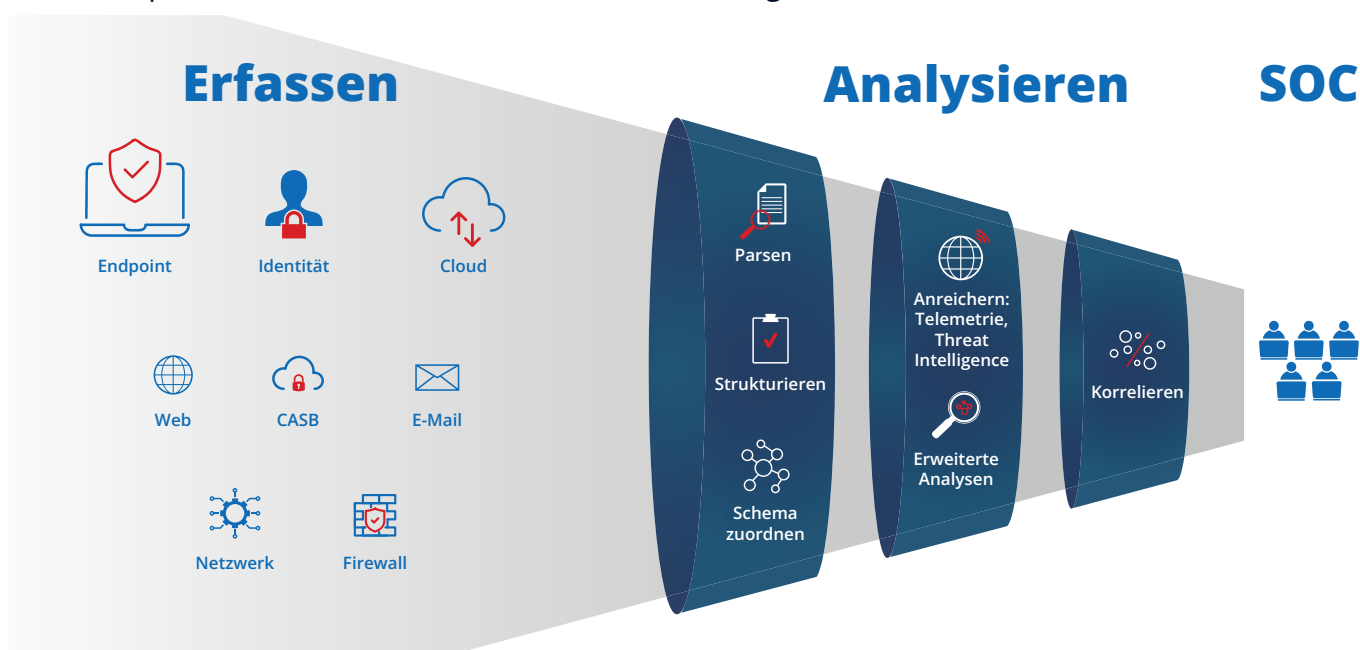 Erfassen
Analysieren
SOC
Endpoint
Identität
Cloud
Web
CASB
E-Mail
Netzwerk
Firewall
Parsen
Strukturieren
Schema
zuordnen
Anreichern:
Telemetrie,
Threat
Intelligence
Erweiterte
Analysen
Korrelieren